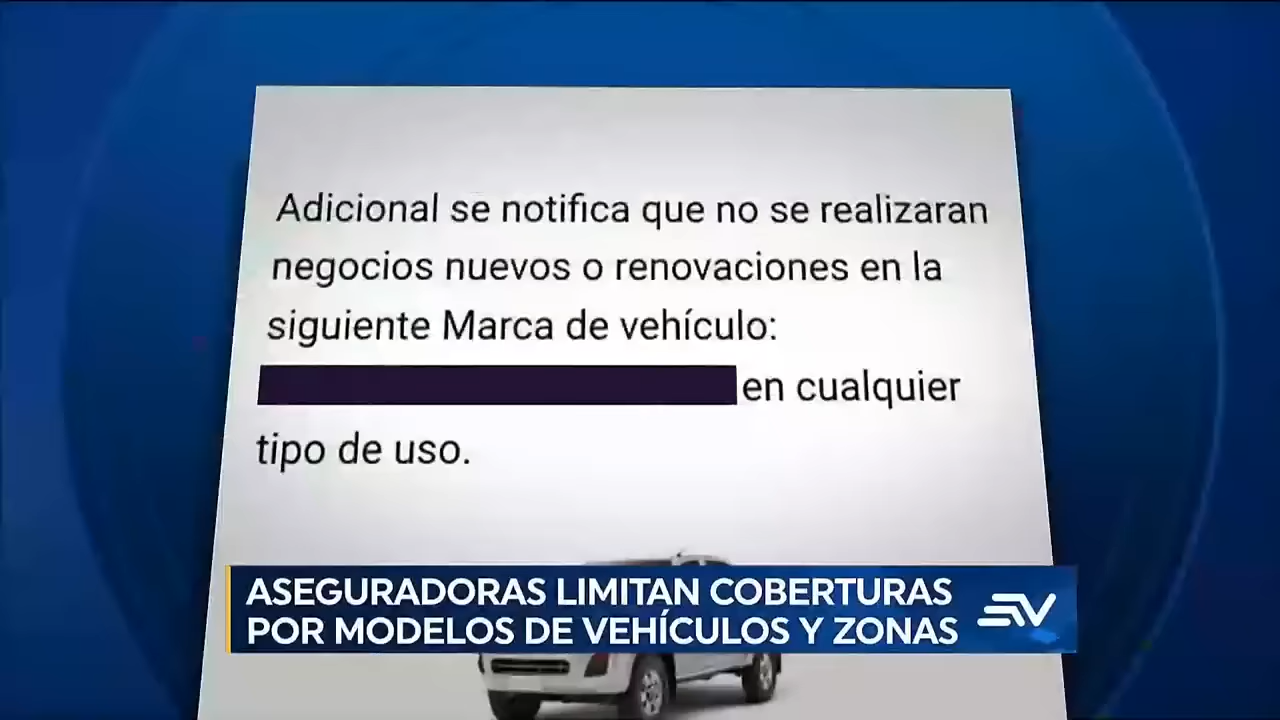 Adicional se notifica que no se realizaran
negocios nuevos o renovaciones en la
siguiente Marca de vehículo:
en cualquier
tipo de uso.
ASEGURADORAS LIMITAN COBERTURAS
POR MODELOS DE VEHÍCULOS Y ZONAS